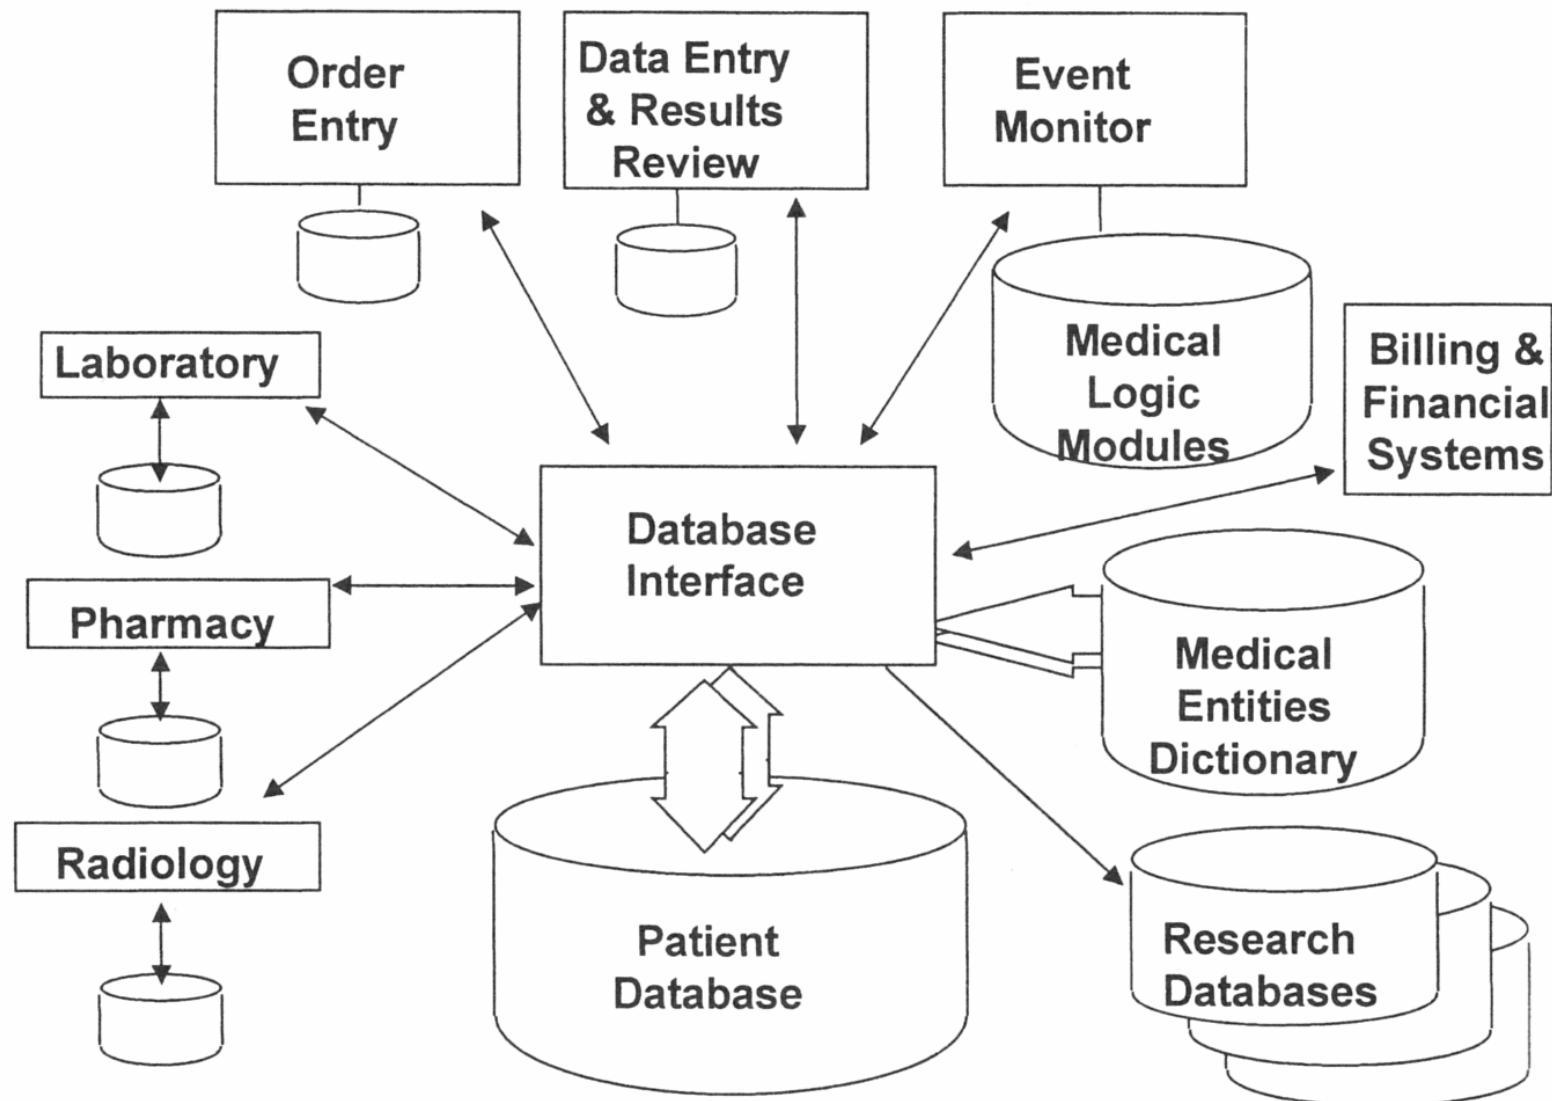 Order
Entry
Data Entry
& Results
Review
Event
Monitor
Laboratory
Medical
Logic
Modules
Billing &
Financial
Systems
Database
Interface
Pharmacy
Medical
Entities
Dictionary
Radiology
Patient
Database
Research
Databases